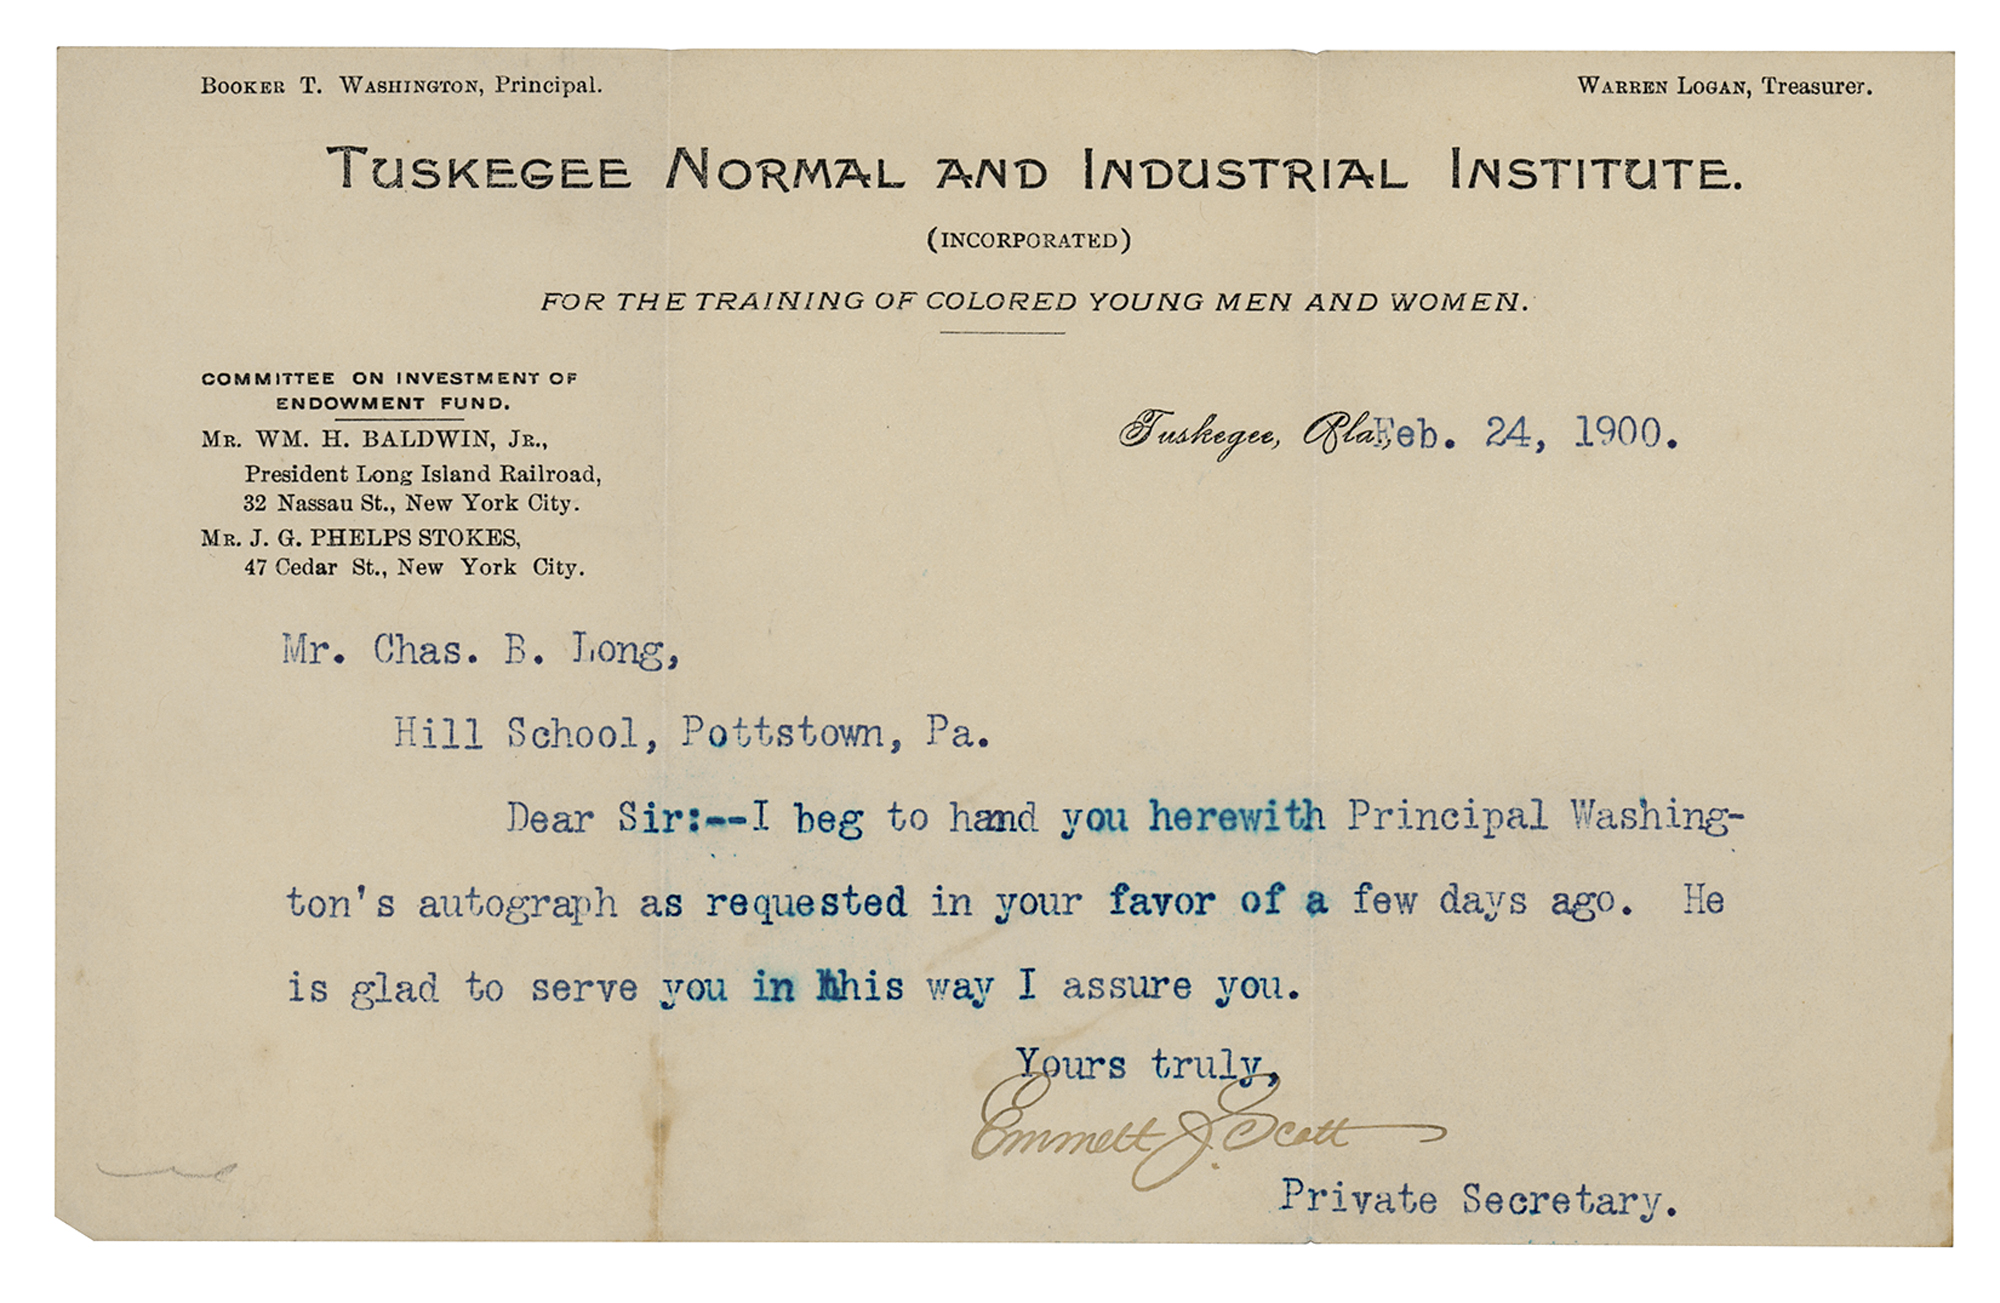 BOOKER T. WASHINGTON, Principal.
WARREN LOGAN, Treasurer.
TUSKEGEE NORMAL AND INDUSTRIAL INSTITUTE.
(INCORPORATED)
FOR THE TRAINING OF COLORED YOUNG MEN AND WOMEN.
COMMITTEE ON INVESTMENT OF
ENDOWMENT FUND.
MR. WM. H. BALDWIN, JR.,
President Long Island Railroad,
32 Nassau St., New York City.
MR. J. G. PHELPS STOKES,
47 Cedar St., New York City.
Tuskegee, Ala., Feb. 24, 1900.
Mr. Chas. B. Long,
Hill School, Pottstown, Pa.
Dear Sir:--I beg to hand you herewith Principal Washing-
ton's autograph as requested in your favor of a few days ago. He
is glad to serve you in this way I assure you.
Yours truly,
Emmett J. Scott
Private Secretary.